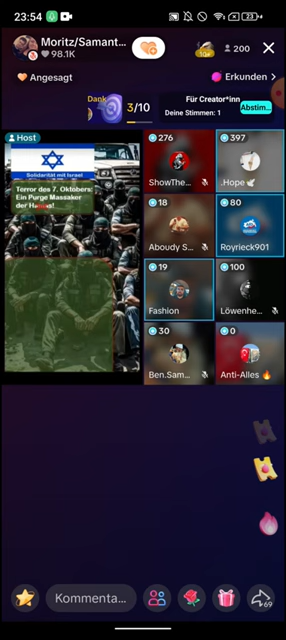 23:54
23
Moritz/Samant...
98.1K
200
Angesagt
Erkunden >
Dank
3/10
Für Creator*inn
Deine Stimmen: 1
Abstim...
Host
Solidarität mit Israel
Terror des 7. Oktobers:
Ein Purge Massaker
der Hamas!
276
ShowThe...
397
.Hope
18
Aboudy S...
80
Royrieck901
19
Fashion
100
Löwenhe...
30
Ben.Sam...
0
Anti-Alles 🔥
Kommenta...
69